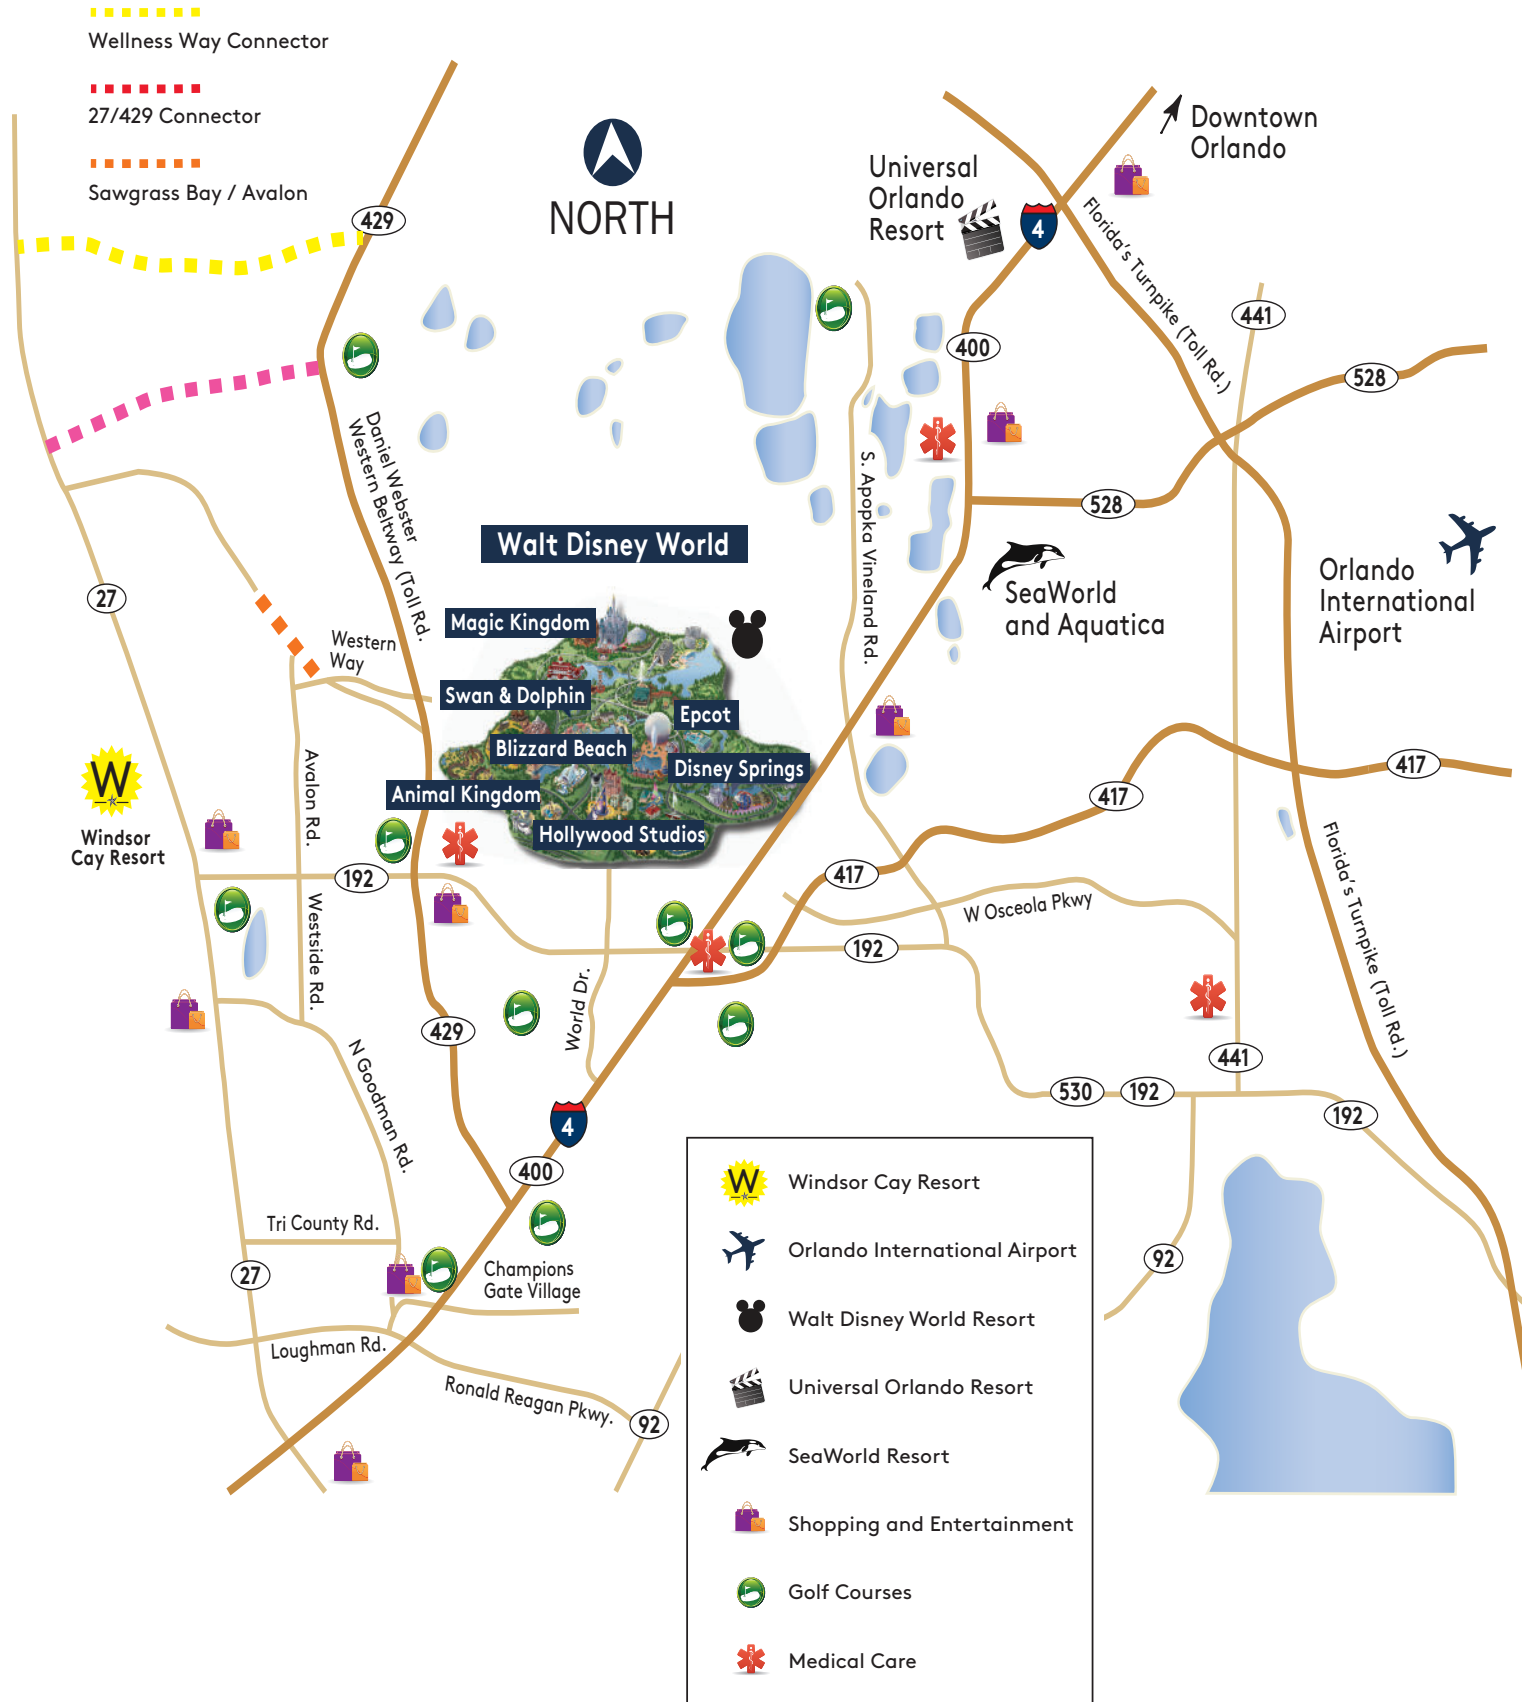 Wellness Way Connector
27/429 Connector
Sawgrass Bay / Avalon
NORTH
Downtown
Orlando
Universal
Orlando
Resort
4
429
Florida's Turnpike (Toll Rd.)
441
400
528
528
Daniel Webster
Western Beltway (Toll Rd.
S. Apopka Vineland Rd.
Walt Disney World
Magic Kingdom
Swan & Dolphin
Epcot
Blizzard Beach
Disney Springs
Animal Kingdom
Hollywood Studios
SeaWorld
and Aquatica
Orlando
International
Airport
27
Western
Way
W
Windsor
Cay Resort
Avalon Rd.
417
417
417
192
Westside Rd.
W Osceola Pkwy
192
Florida's Turnpike (Toll Rd.)
World Dr.
429
N Goodman Rd.
441
530
192
192
4
400
Tri County Rd.
27
Champions
Gate Village
Loughman Rd.
Ronald Reagan Pkwy.
92
92
W
Windsor Cay Resort
Orlando International Airport
Walt Disney World Resort
Universal Orlando Resort
SeaWorld Resort
Shopping and Entertainment
Golf Courses
Medical Care